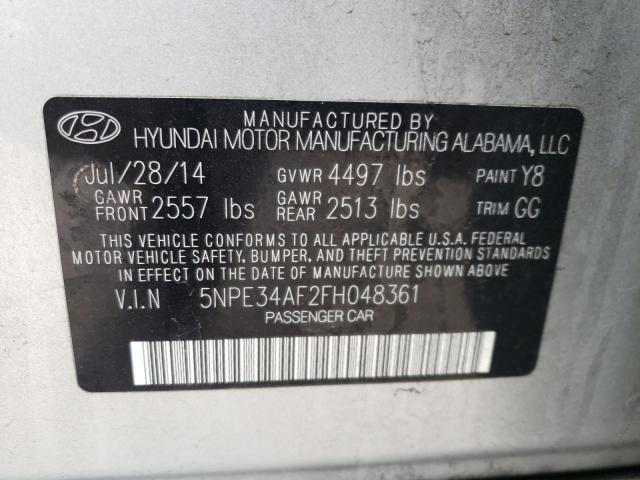 MANUFACTURED BY
HYUNDAI MOTOR MANUFACTURING ALABAMA, LLC
Jul/28/14 GVWR 4497 lbs PAINT Y8
GAWR FRONT 2557 lbs GAWR REAR 2513 lbs TRIM GG
THIS VEHICLE CONFORMS TO ALL APPLICABLE U.S.A. FEDERAL
MOTOR VEHICLE SAFETY, BUMPER, AND THEFT PREVENTION STANDARDS
IN EFFECT ON THE DATE OF MANUFACTURE SHOWN ABOVE.
V.I.N 5NPE34AF2FH048361
PASSENGER CAR